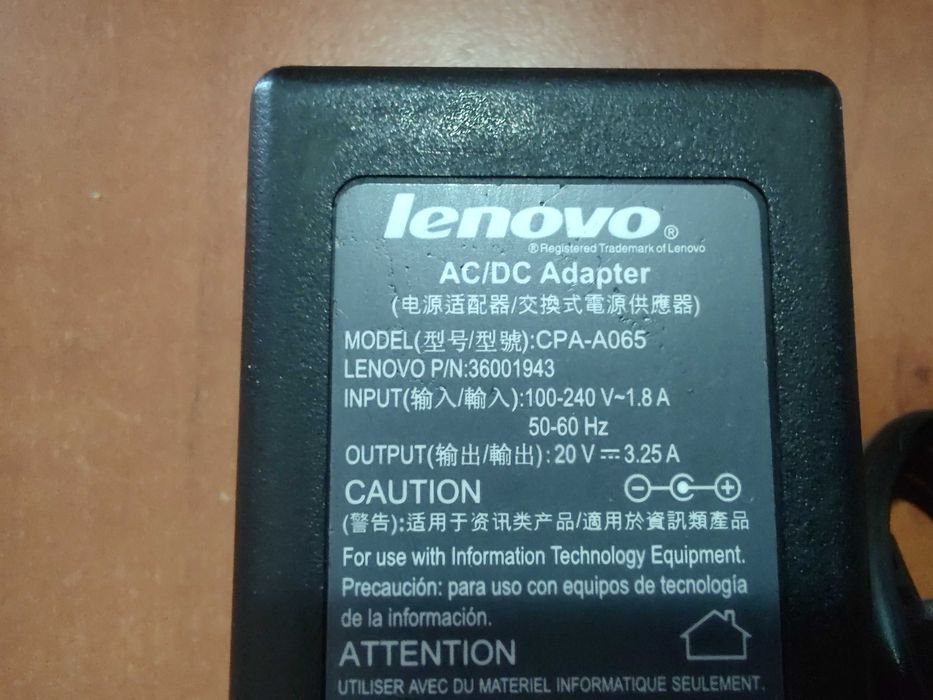 lenovo®
®Registered Trademark of Lenovo
AC/DC Adapter
(电源适配器/交換式電源供應器)
MODEL(型号/型號):CPA-A065
LENOVO P/N:36001943
INPUT(输入/輸入):100-240 V~1.8 A
50-60 Hz
OUTPUT(输出/輸出):20 V⎓3.25 A
CAUTION
(警告):适用于资讯类产品/適用於資訊類產品
For use with Information Technology Equipment.
Precaución: para uso con equipos de tecnología
de la información.
ATTENTION
UTILISER AVEC DU MATERIEL INFORMATIQUE SEULEMENT.